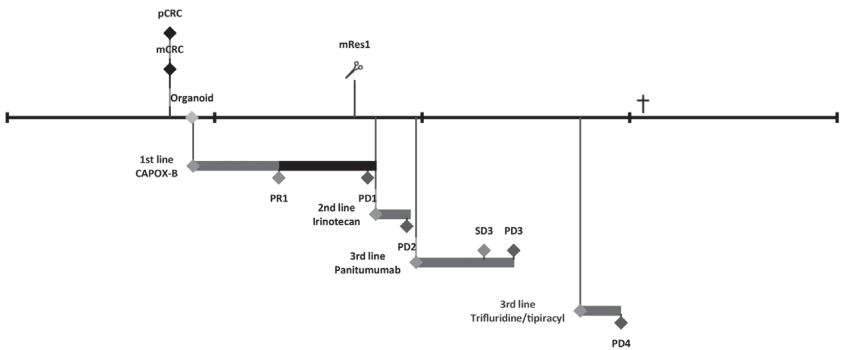 pCRC
mCRC
mRes1
Organoid
1st line
CAPOX-B
PR1
PD1
2nd line
Irinotecan
PD2
SD3
PD3
3rd line
Panitumumab
3rd line
Trifluridine/tipiracyl
PD4